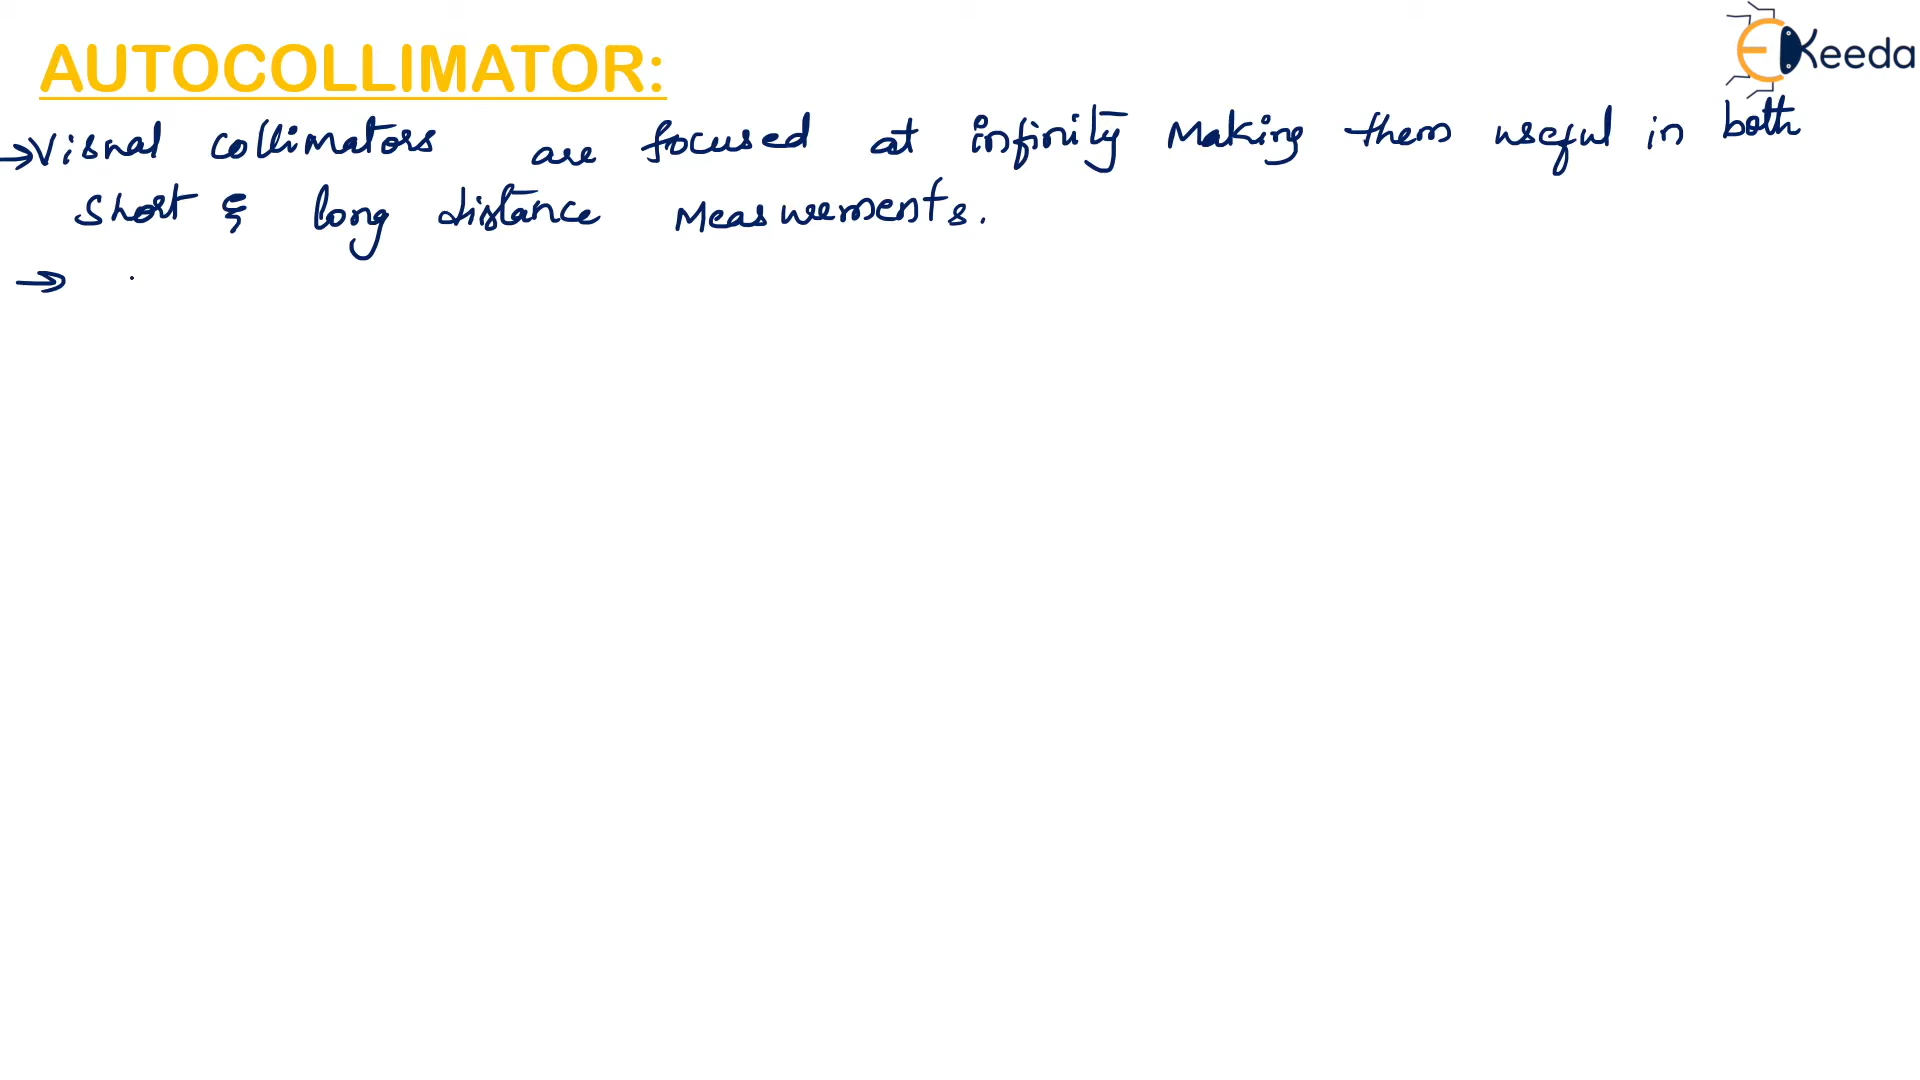 AUTOCOLLIMATOR:
EKeeda
→Visual collimators are focused at infinity Making them useful in both
short & long distance Measurements.
→